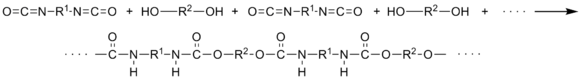 O=C=N−R¹−N=C=O + HO−R²−OH + O=C=N−R¹−N=C=O + HO−R²−OH + ····
O O O O
···· C−N−R¹−N−C−O−R²−O−C−N−R¹−N−C−O−R²−O− ····
H H H H